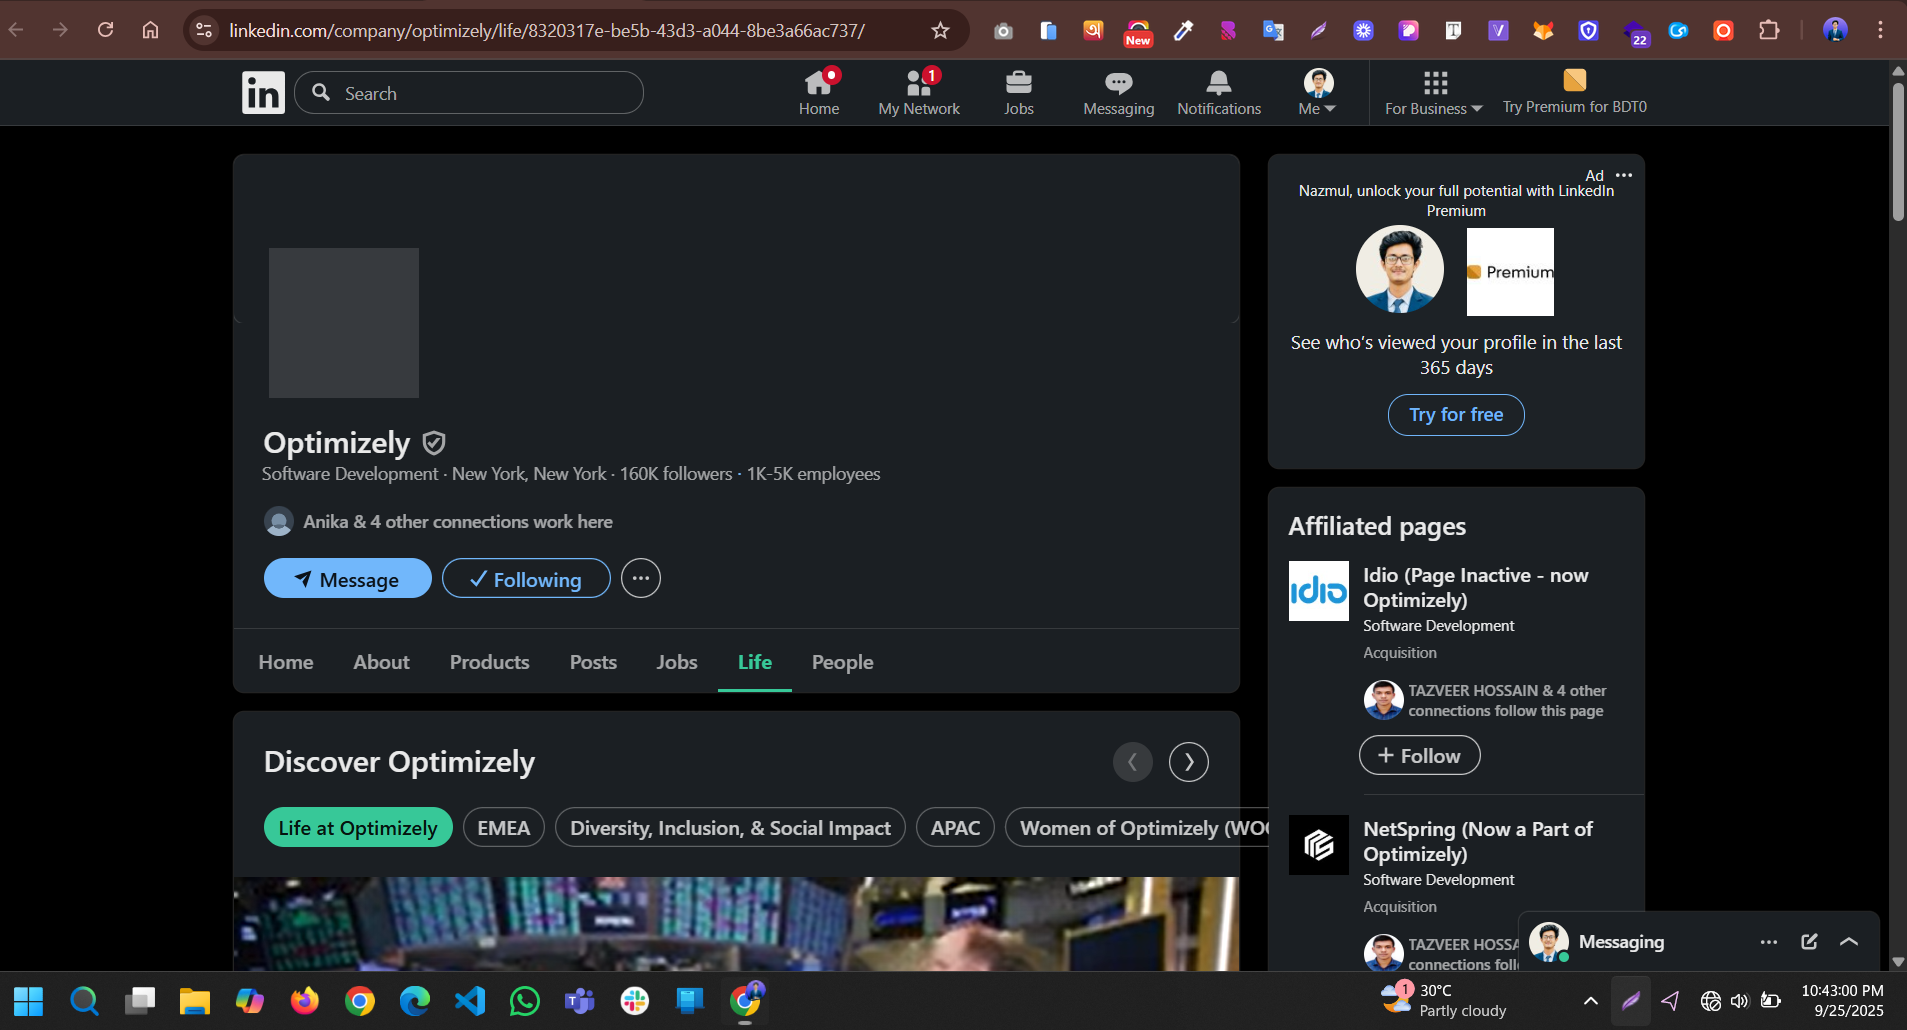 linkedin.com/company/optimizely/life/8320317e-be5b-43d3-a044-8be3a66ac737/
New
22
in
Search
Home
1
My Network
Jobs
Messaging
Notifications
Me
For Business
Try Premium for BDT0
Optimizely
Software Development · New York, New York · 160K followers · 1K-5K employees
Anika & 4 other connections work here
Message
Following
Home
About
Products
Posts
Jobs
Life
People
Discover Optimizely
Life at Optimizely
EMEA
Diversity, Inclusion, & Social Impact
APAC
Women of Optimizely (WO
Ad
Nazmul, unlock your full potential with LinkedIn
Premium
Premium
See who's viewed your profile in the last
365 days
Try for free
Affiliated pages
idio
Idio (Page Inactive - now
Optimizely)
Software Development
Acquisition
TAZVEER HOSSAIN & 4 other
connections follow this page
+ Follow
NetSpring (Now a Part of
Optimizely)
Software Development
Acquisition
TAZVEER HOSSA
connections foll
Messaging
1
30°C
Partly cloudy
10:43:00 PM
9/25/2025